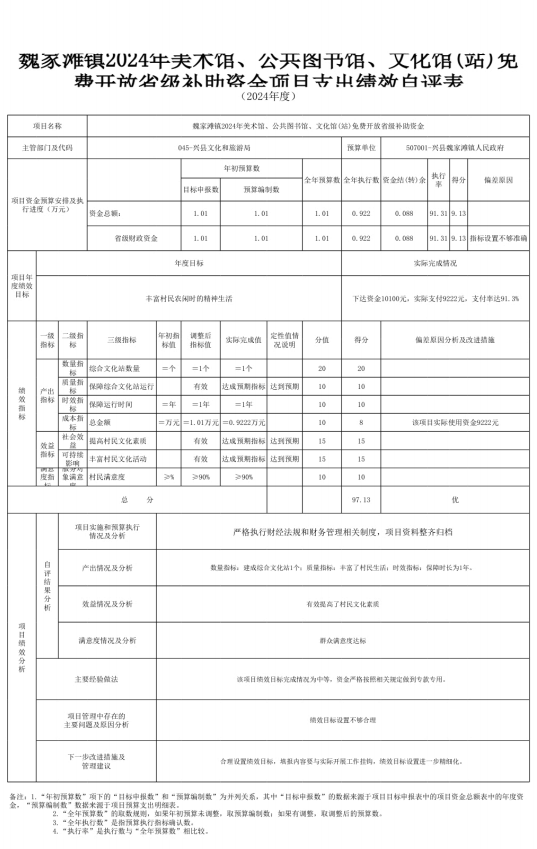 魏家滩镇2024年美术馆、公共图书馆、文化馆(站)免
费开放省级补助资金项目支出绩效自评表
（2024年度）
项目名称 魏家滩镇2024年美术馆、公共图书馆、文化馆(站)免费开放省级补助资金
主管部门及代码 045-兴县文化和旅游局 预算单位 507001-兴县魏家滩镇人民政府
项目资金预算安排及执
行进度（万元）
年初预算数 全年预算数 全年执行数 资金结(转)余 执行
率 得分 偏差原因
目标申报数 预算编制数
资金总额： 1.01 1.01 1.01 0.922 0.088 91.31 9.13
省级财政资金 1.01 1.01 1.01 0.922 0.088 91.31 9.13 指标设置不够准确
项目年
度绩效
目标
年度目标 实际完成情况
丰富村民农闲时的精神生活 下达资金10100元，实际支付9222元，支付率达91.3%
绩
效
指
标
一级
指标 二级指
标 三级指标 年初指
标值 调整后
指标值 实际完成值 定性值情
况说明 分值 得分 偏差原因分析及改进措施
产出
指标
数量指
标 综合文化站数量 ＝个 ＝1个 ＝1个 20 20
质量指
标 保障综合文化站运行 有效 达成预期指标 达到预期 10 10
时效指
标 保障运行时间 ＝年 ＝1年 ＝1年 10 10
成本指
标 总金额 ＝万元 ＝1.01万元 ＝0.9222万元 10 8 该项目实际使用资金9222元
效益
指标
社会效
益 提高村民文化素质 有效 达成预期指标 达到预期 15 15
可持续
影响 丰富村民文化活动 有效 达成预期指标 达到预期 15 15
满意
度指
标
服务对
象满意
度 村民满意度 ≥% ≥90% ≥90% 10 10
总 分 97.13 优
项
目
绩
效
分
析
自
评
结
果
分
析
项目实施和预算执行
情况及分析 严格执行财经法规和财务管理相关制度，项目资料整齐归档
产出情况及分析 数量指标：建成综合文化站1个；质量指标：丰富了村民生活；时效指标：保障时长为1年。
效益情况及分析 有效提高了村民文化素质
满意度情况及分析 群众满意度达标
主要经验做法 该项目绩效目标完成情况为中等，资金严格按照相关规定做到专款专用。
项目管理中存在的
主要问题及原因分析 绩效目标设置不够合理
下一步改进措施及
管理建议 合理设置绩效目标，填报内容要与实际开展工作挂钩，绩效目标设置进一步精细化。
备注：1.“年初预算数”项下的“目标申报数”和“预算编制数”为并列关系，其中“目标申报数”的数据来源于项目目标申报表中的项目资金总额表中的年度资
金，“预算编制数”数据来源于项目预算支出明细表。
2.“全年预算数”的取数规则：如果年初预算未调整，取预算编制数；如果有调整，取调整后的预算数。
3.“全年执行数”是指预算执行指标确认数。
4.“执行率”是执行数与“全年预算数”相比较。